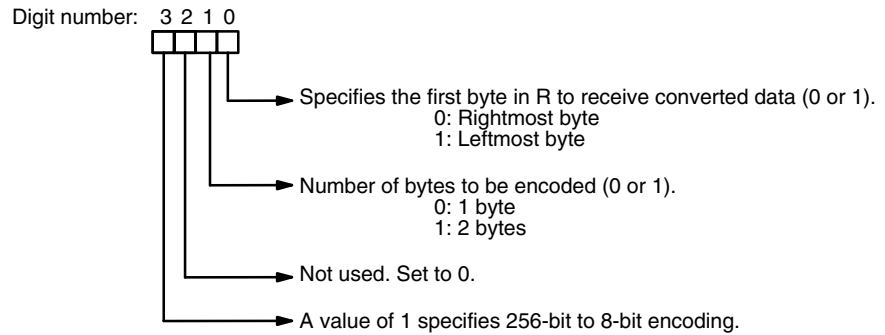 Digit number: 3 2 1 0
Specifies the first byte in R to receive converted data (0 or 1).
0: Rightmost byte
1: Leftmost byte
Number of bytes to be encoded (0 or 1).
0: 1 byte
1: 2 bytes
Not used. Set to 0.
A value of 1 specifies 256-bit to 8-bit encoding.